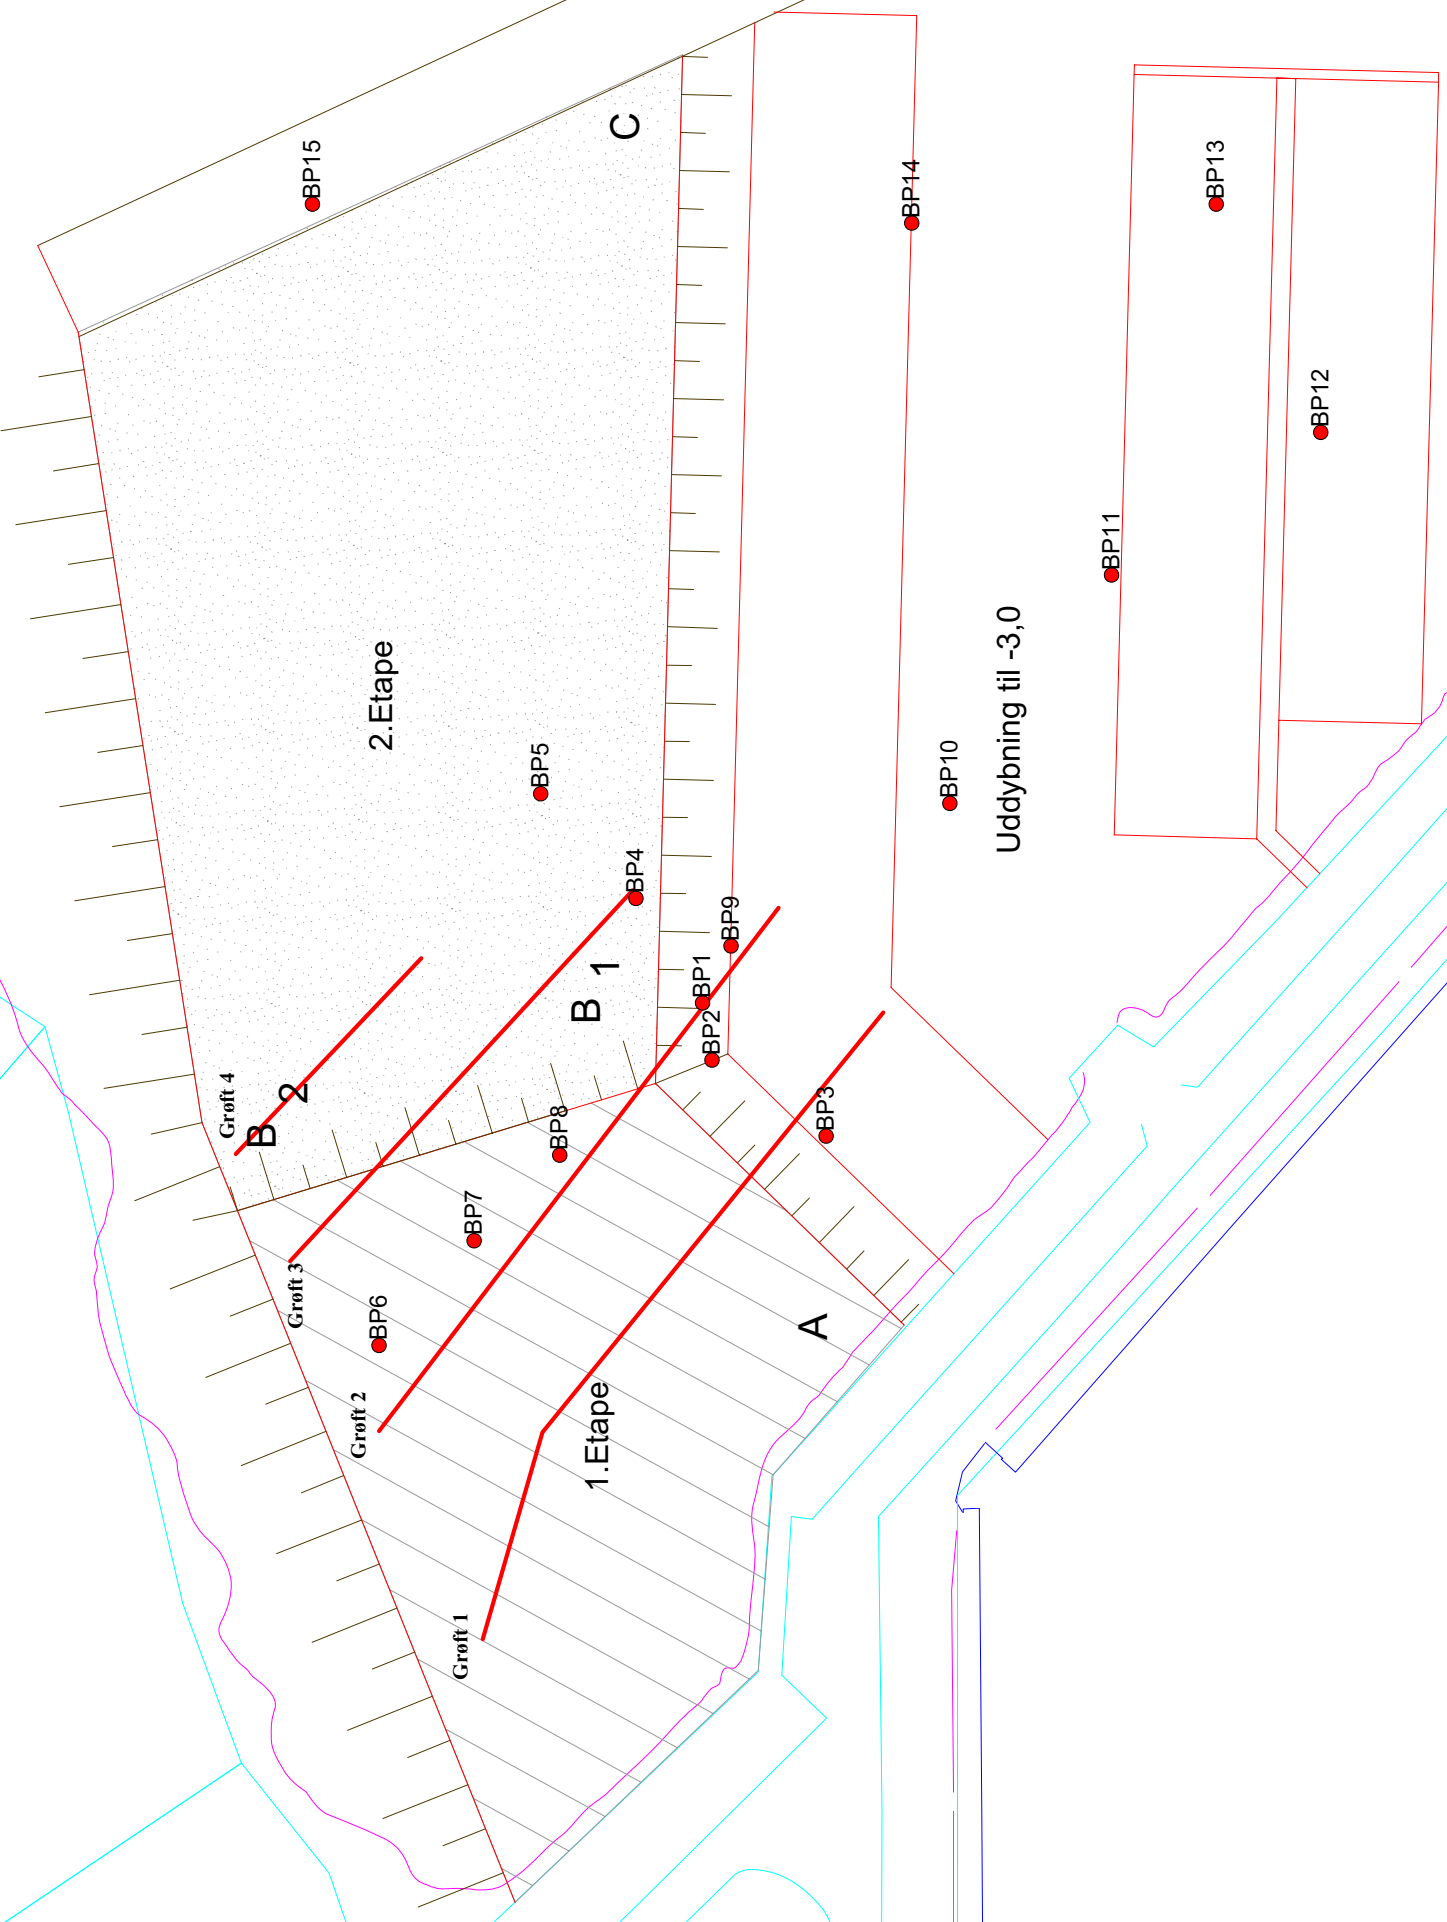 BP15
C
BP14
BP13
BP12
BP11
2.Etape
Uddybning til -3,0
BP5
BP10
BP4
BP9
B 1
BP1
BP2
Grøft 4
B 2
BP3
BP8
BP7
Grøft 3
BP6
A
Grøft 2
1.Etape
Grøft 1